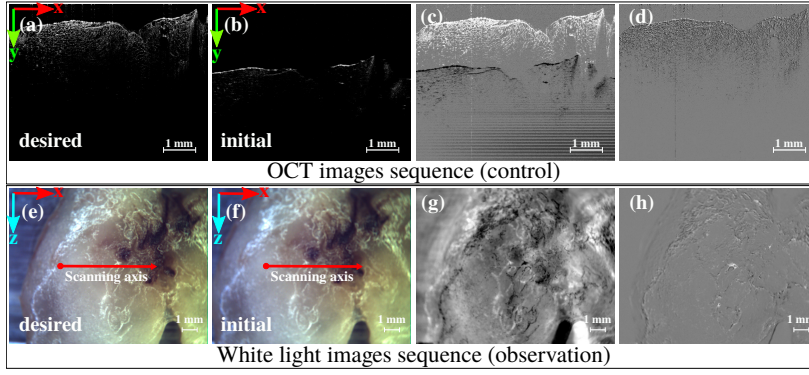 x
(a)
y
desired
1 mm
x
(b)
y
initial
1 mm
(c)
1 mm
(d)
1 mm
OCT images sequence (control)
x
(e)
z
Scanning axis
desired
1 mm
x
(f)
z
Scanning axis
initial
1 mm
(g)
1 mm
(h)
1 mm
White light images sequence (observation)